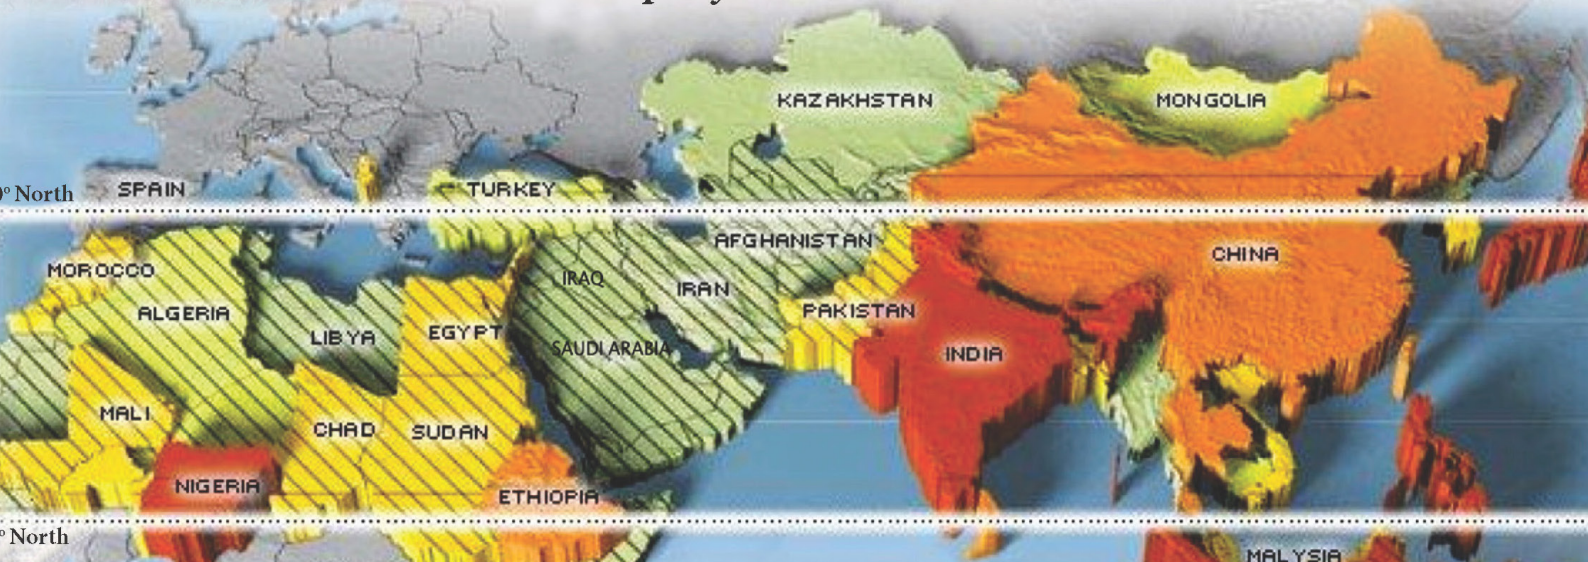 KAZAKHSTAN
MONGOLIA
° North
SPAIN
TURKEY
AFGHANISTAN
CHINA
MOROCCO
IRAQ
IRAN
ALGERIA
PAKISTAN
LIBYA
EGYPT
SAUDI ARABIA
INDIA
MALI
CHAD
SUDAN
NIGERIA
ETHIOPIA
° North
MALYSIA